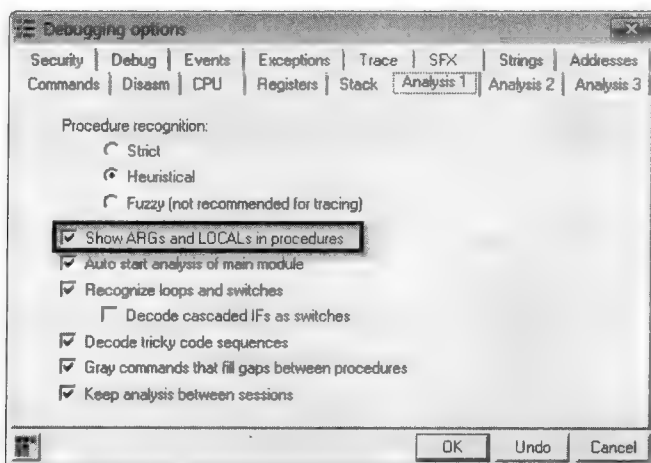 Debugging options
Security Debug Events Exceptions Trace SFX Strings Addresses
Commands Disasm CPU Registers Stack Analysis 1 Analysis 2 Analysis 3
Procedure recognition:
Strict
Heuristical
Fuzzy (not recommended for tracing)
Show ARGs and LOCALs in procedures
Auto start analysis of main module
Recognize loops and switches
Decode cascaded IFs as switches
Decode tricky code sequences
Gray commands that fill gaps between procedures
Keep analysis between sessions
OK Undo Cancel